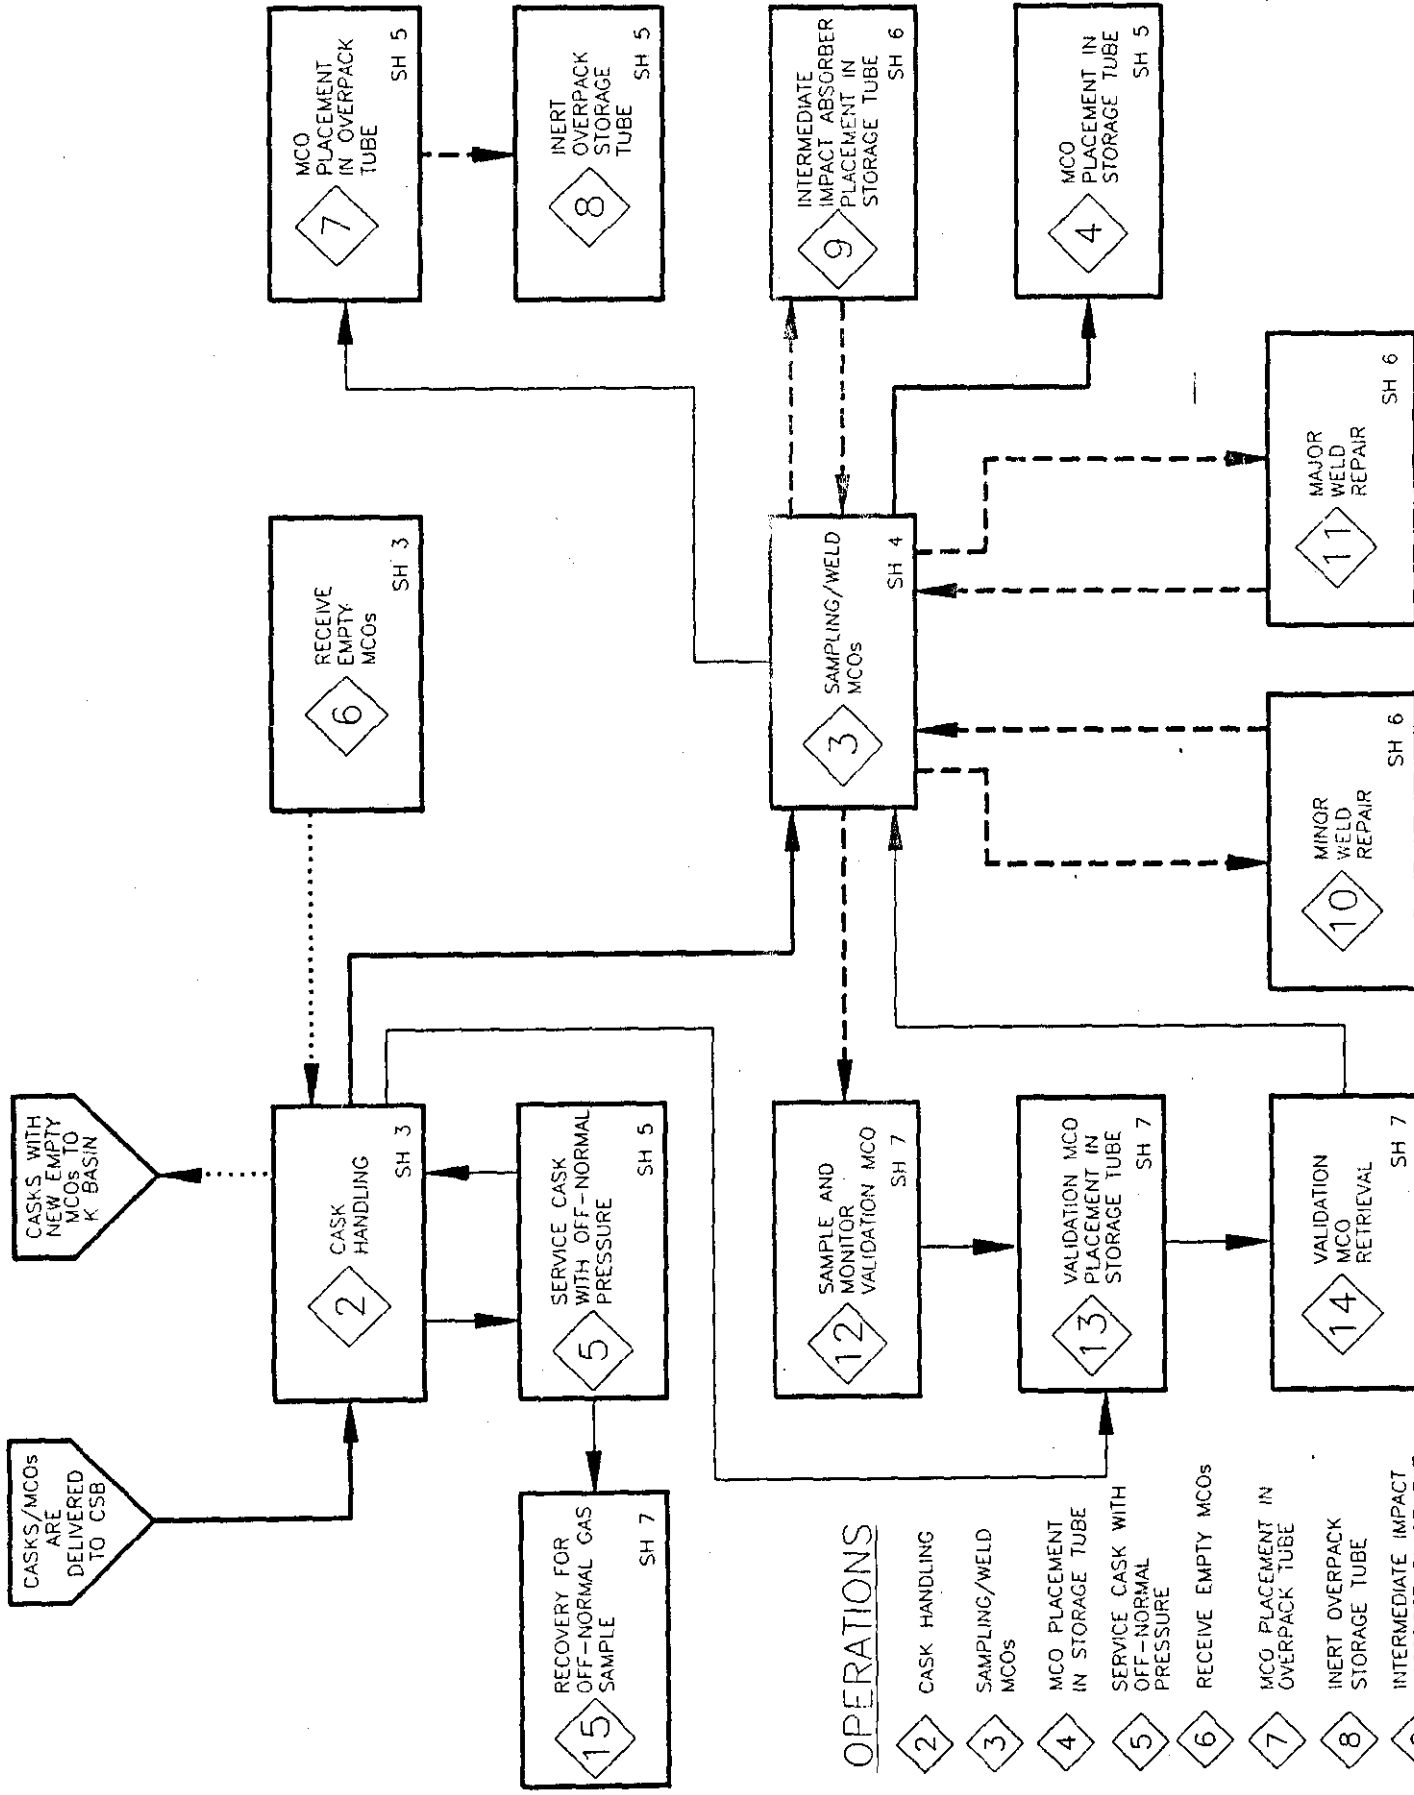 CASKS/MCOs
ARE
DELIVERED
TO CSB
CASKS WITH
NEW EMPTY
MCOs TO
K BASIN
2
CASK
HANDLING
SH 3
6
RECEIVE
EMPTY
MCOs
SH 3
7
MCO
PLACEMENT
IN OVERPACK
TUBE
SH 5
15
RECOVERY FOR
OFF-NORMAL GAS
SAMPLE
SH 7
5
SERVICE CASK
WITH OFF-NORMAL
PRESSURE
SH 5
8
INERT
OVERPACK
STORAGE
TUBE
SH 5
12
SAMPLE AND
MONITOR
VALIDATION MCO
SH 7
3
SAMPLING/WELD
MCOs
SH 4
9
INTERMEDIATE
IMPACT ABSORBER
PLACEMENT IN
STORAGE TUBE
SH 6
13
VALIDATION MCO
PLACEMENT IN
STORAGE TUBE
SH 7
4
MCO
PLACEMENT IN
STORAGE TUBE
SH 5
14
VALIDATION
MCO
RETRIEVAL
SH 7
10
MINOR
WELD
REPAIR
SH 6
11
MAJOR
WELD
REPAIR
SH 6
OPERATIONS
2 CASK HANDLING
3 SAMPLING/WELD
MCOs
4 MCO PLACEMENT
IN STORAGE TUBE
5 SERVICE CASK WITH
OFF-NORMAL
PRESSURE
6 RECEIVE EMPTY MCOs
7 MCO PLACEMENT IN
OVERPACK TUBE
8 INERT OVERPACK
STORAGE TUBE
INTERMEDIATE IMPACT